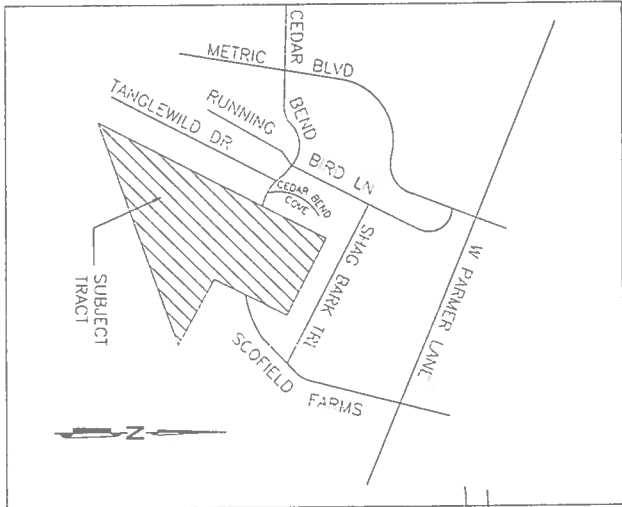 CEDAR BEND
METRIC BLVD
TANGLEWILD DR
RUNNING BIRD LN
CEDAR BEND
COVE
SHAG BARK TRL
W PARMER LANE
SUBJECT
TRACT
SCOFIELD FARMS
N